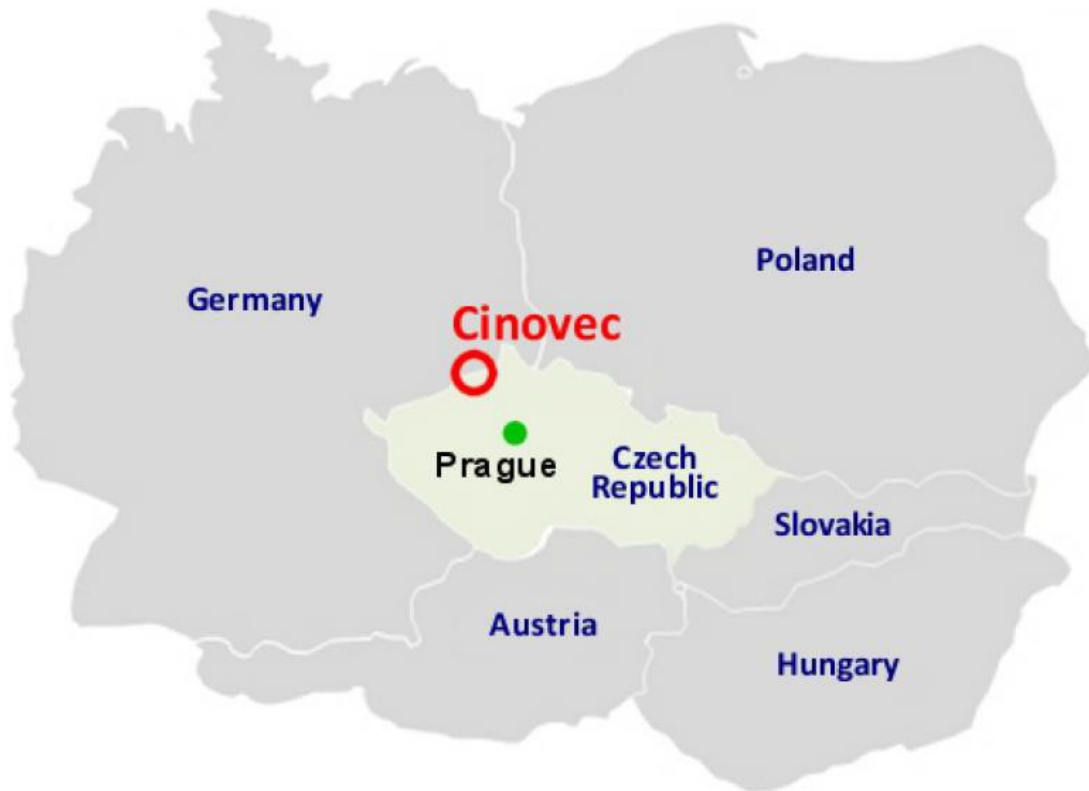 Poland
Germany
Cinovec
Prague
Czech
Republic
Slovakia
Austria
Hungary